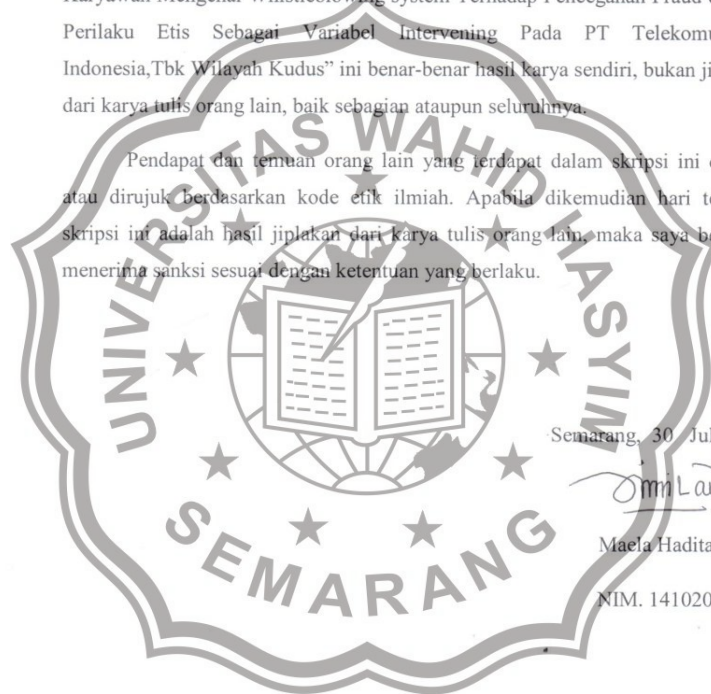 Karyawan Mengenai Whistleblowing system Terhadap Pencegahan Fraud
Perilaku Etis Sebagai Variabel Intervening Pada PT
Indonesia,Tbk Wilayah Kudus” ini benar-benar hasil karya sendiri, bukan
dari karya tulis orang lain, baik sebagian ataupun seluruhnya.
Pendapat dan temuan orang lain yang terdapat dalam skripsi ini
atau dirujuk berdasarkan kode etik ilmiah. Apabila dikemudian hari
skripsi ini adalah hasil jiplakan dari karya tulis orang lain, maka saya
menerima sanksi sesuai dengan ketentuan yang berlaku.
UNIVERSITAS WAHID HASYIM
SEMARANG
Semarang, 30
Maela
NIM. 141020